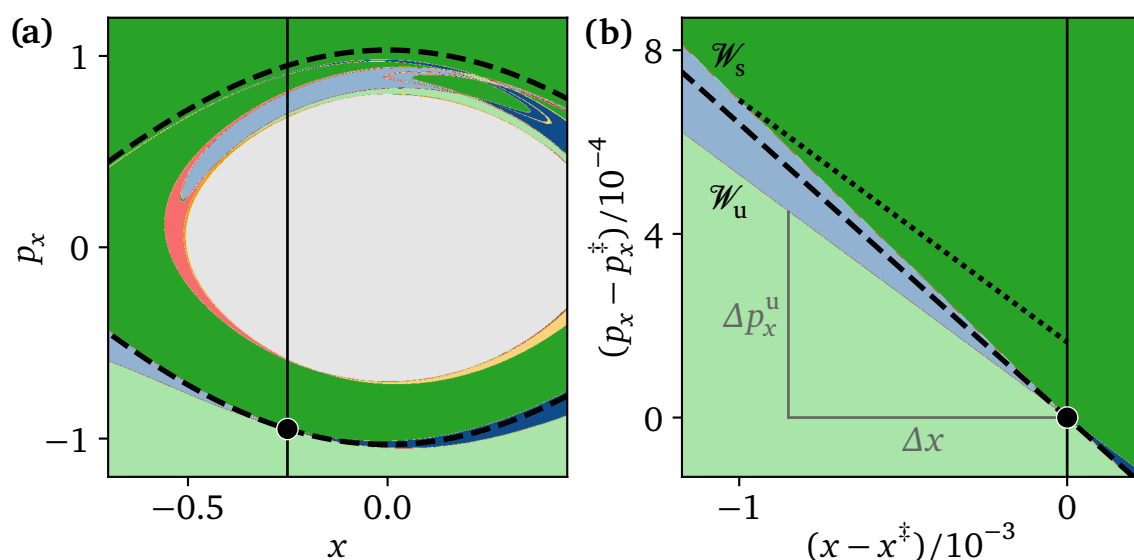 (a)
1
0
−1
p_x
−0.5
0.0
x
(b)
8
4
0
(p_x − p_x^‡)/10^−4
𝒲_s
𝒲_u
Δp_x^u
Δx
−1
0
(x − x^‡)/10^−3